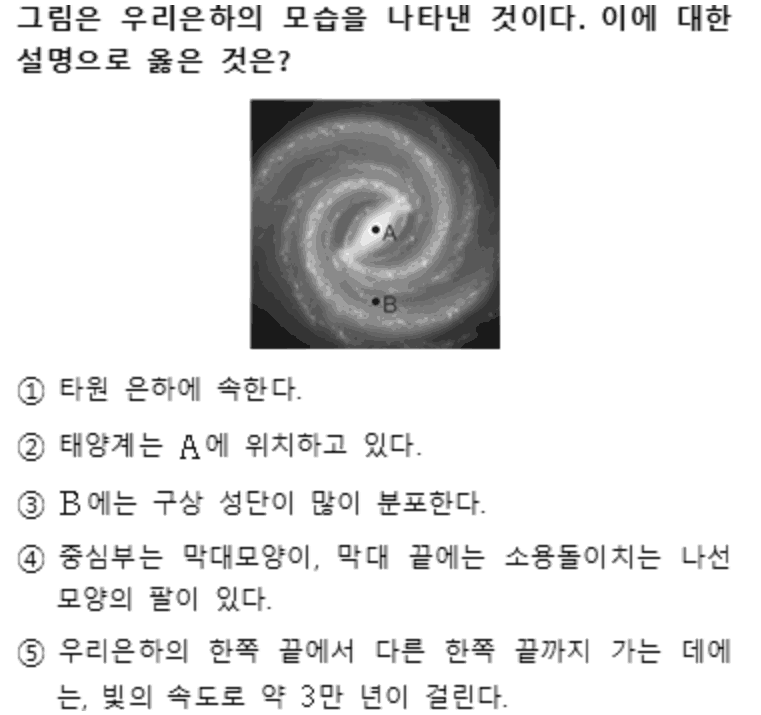 그림은 우리은하의 모습을 나타낸 것이다. 이에 대한
설명으로 옳은 것은?
A
B
① 타원 은하에 속한다.
② 태양계는 A에 위치하고 있다.
③ B에는 구상 성단이 많이 분포한다.
④ 중심부는 막대모양이, 막대 끝에는 소용돌이치는 나선
모양의 팔이 있다.
⑤ 우리은하의 한쪽 끝에서 다른 한쪽 끝까지 가는 데에
는, 빛의 속도로 약 3만 년이 걸린다.